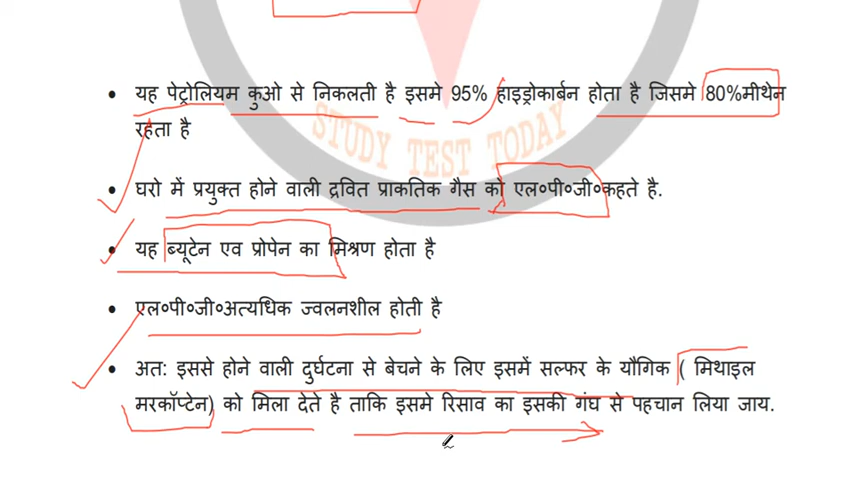 • यह पेट्रोलियम कुओ से निकलती है इसमे 95% हाइड्रोकार्बन होता है जिसमे 80%मीथेन
रहता है
STUDY TEST TODAY
• घरो में प्रयुक्त होने वाली द्रवित प्राकतिक गैस को एल०पी०जी०कहते है.
• यह ब्यूटेन एव प्रोपेन का मिश्रण होता है
• एल०पी०जी०अत्यधिक ज्वलनशील होती है
• अत: इससे होने वाली दुर्घटना से बेचने के लिए इसमें सल्फर के यौगिक ( मिथाइल
मरकॉप्टेन) को मिला देते है ताकि इसमे रिसाव का इसकी गंघ से पहचान लिया जाय.